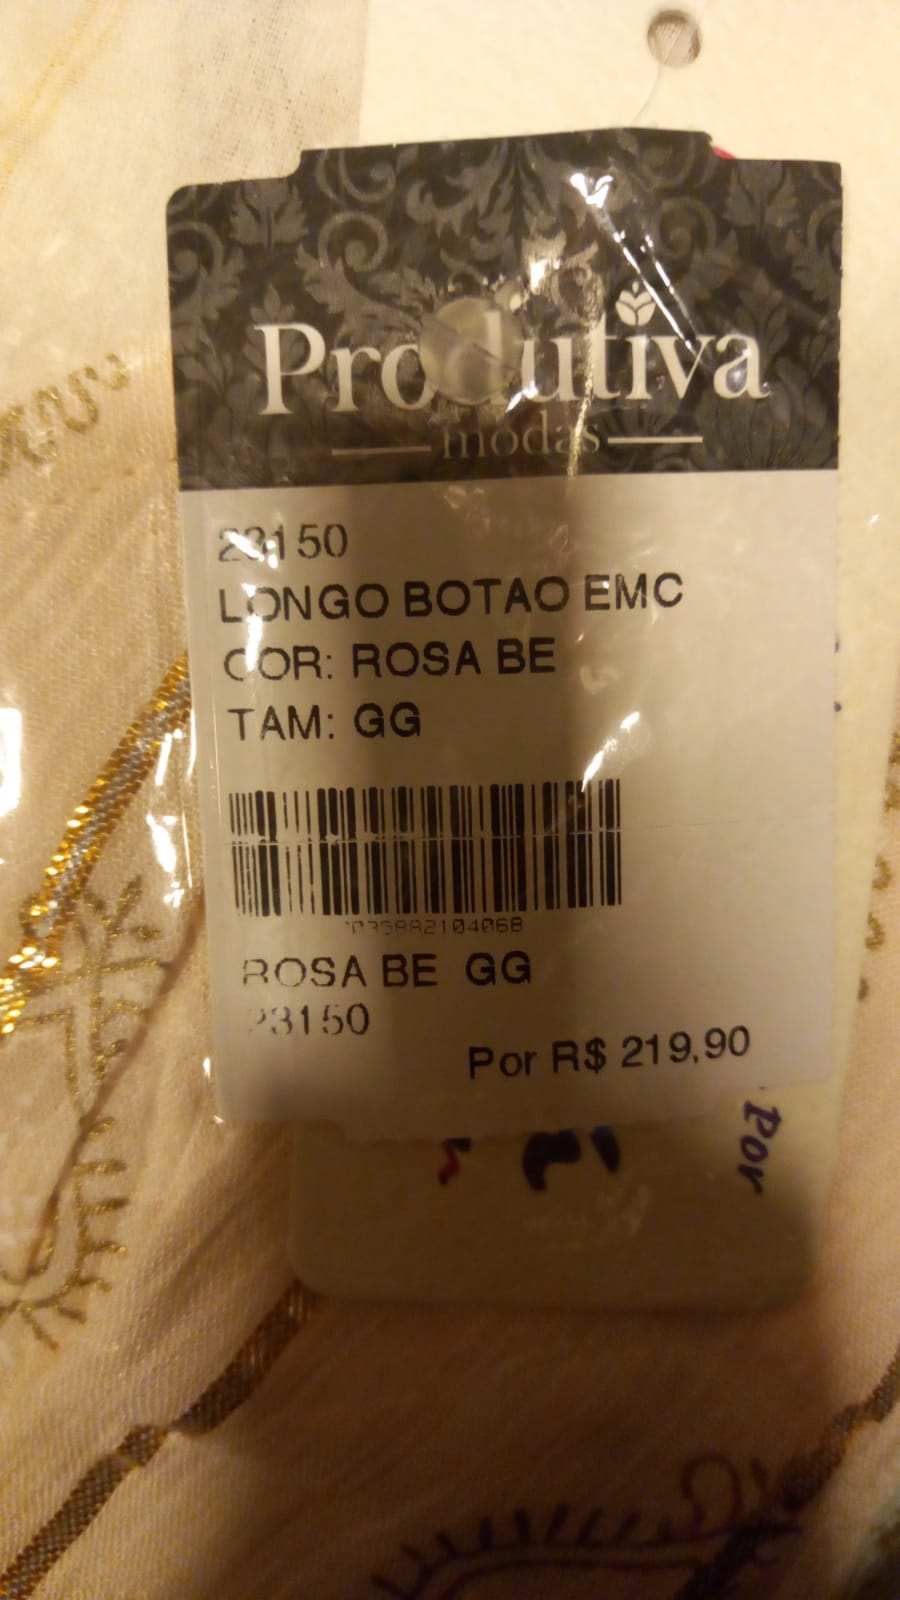 Produtiva
modas
23150
LONGO BOTAO EMC
COR: ROSA BE
TAM: GG
ROSA BE GG
23150
Por R$ 219,90
Por